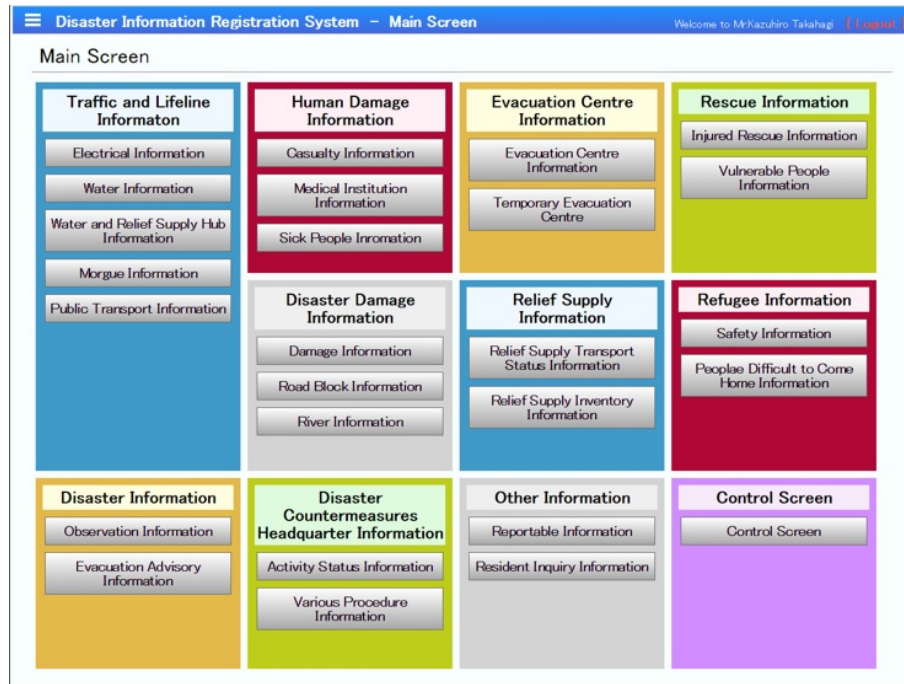 Disaster Information Registration System － Main Screen
Welcome to Mr.Kazuhiro Takahagi [ Logout ]
Main Screen
Traffic and Lifeline
Informaton
Electrical Information
Water Information
Water and Relief Supply Hub
Information
Morgue Information
Public Transport Information
Human Damage
Information
Casualty Information
Medical Institution
Information
Sick People Inromation
Evacuation Centre
Information
Evacuation Centre
Information
Temporary Evacuation
Centre
Rescue Information
Injured Rescue Information
Vulnerable People
Information
Disaster Damage
Information
Damage Information
Road Block Information
River Information
Relief Supply
Information
Relief Supply Transport
Status Information
Relief Supply Inventory
Information
Refugee Information
Safety Information
Peoplae Difficult to Come
Home Information
Disaster Information
Observation Information
Evacuation Advisory
Information
Disaster
Countermeasures
Headquarter Information
Activity Status Information
Various Procedure
Information
Other Information
Reportable Information
Resident Inquiry Information
Control Screen
Control Screen